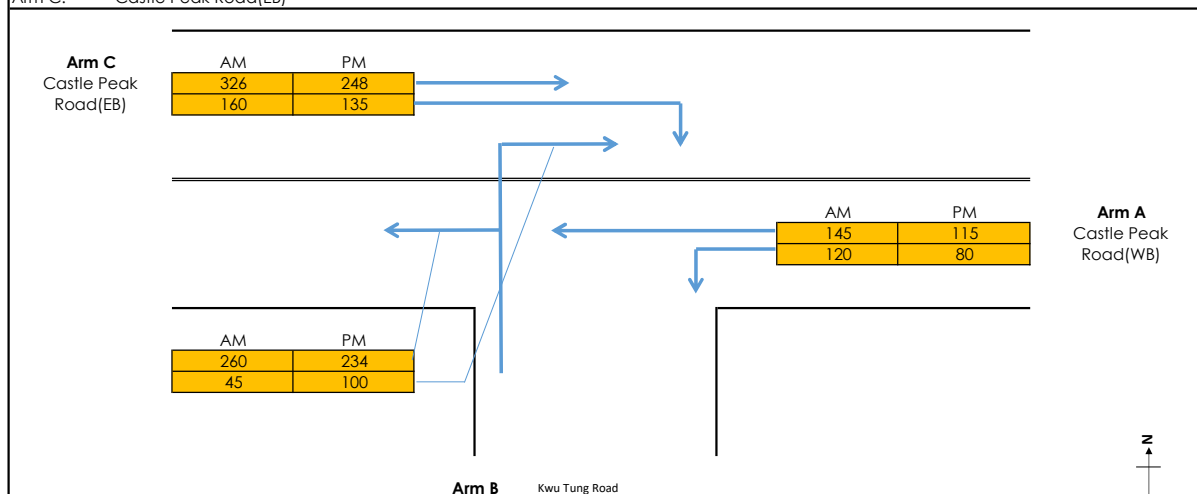 Arm C: Castle Peak Road(EB)
Arm C
Castle Peak
Road(EB)
AM PM
326 248
160 135
AM PM
145 115
120 80
Arm A
Castle Peak
Road(WB)
AM PM
260 234
45 100
N
Arm B Kwu Tung Road